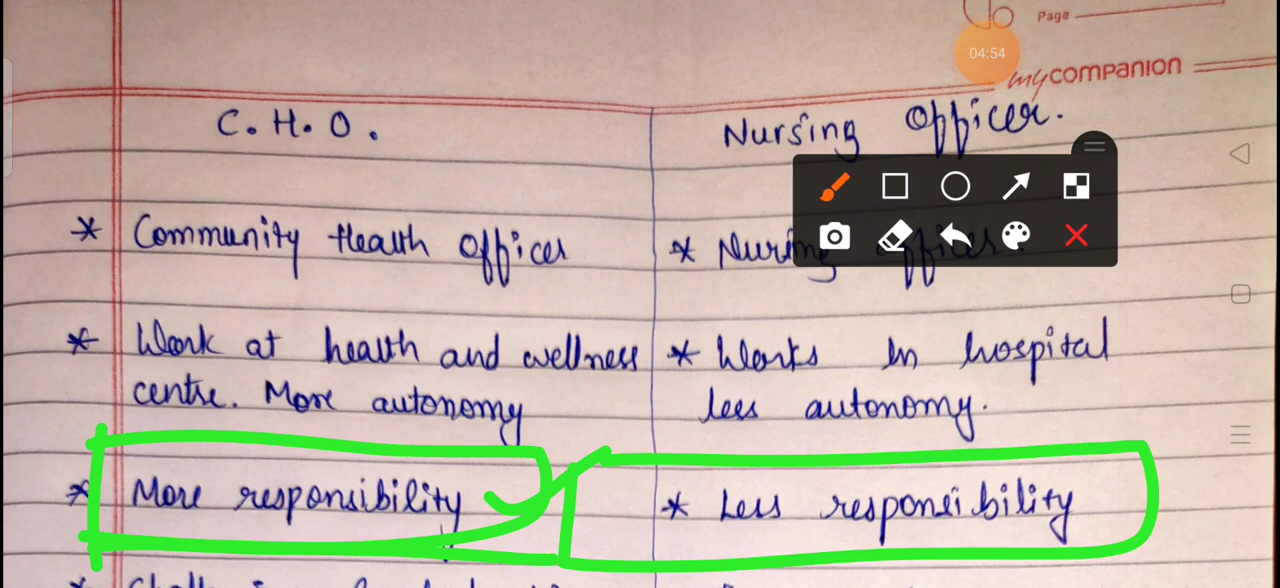 Page
04:54
mycompanion
C.H.O.
Nursing Officer.
* Community Health Officer
* Nursing Officer.
* Work at health and wellness
centre. More autonomy
* Works In hospital
less autonomy.
* More responsibility
* Less responsibility